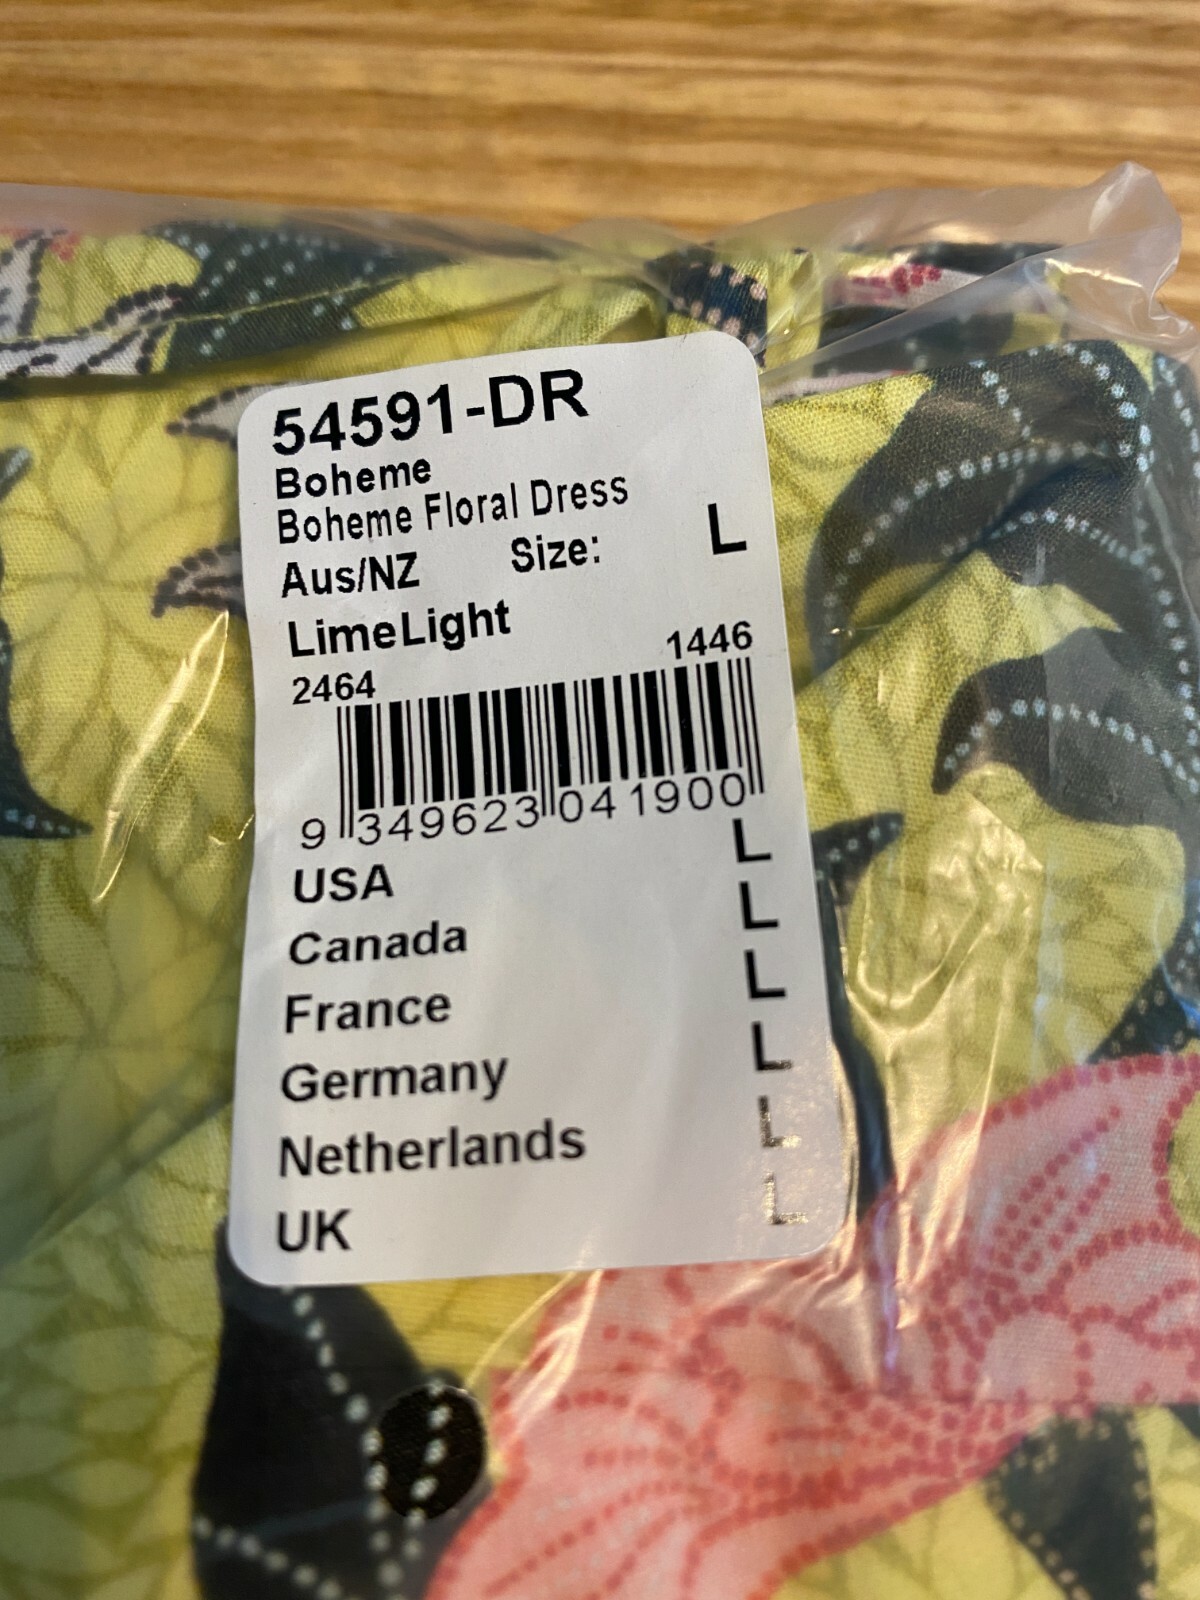 54591-DR
Boheme
Boheme Floral Dress
Aus/NZ Size: L
LimeLight
2464 1446
9 349623 041900
USA L
Canada L
France L
Germany L
Netherlands L
UK L